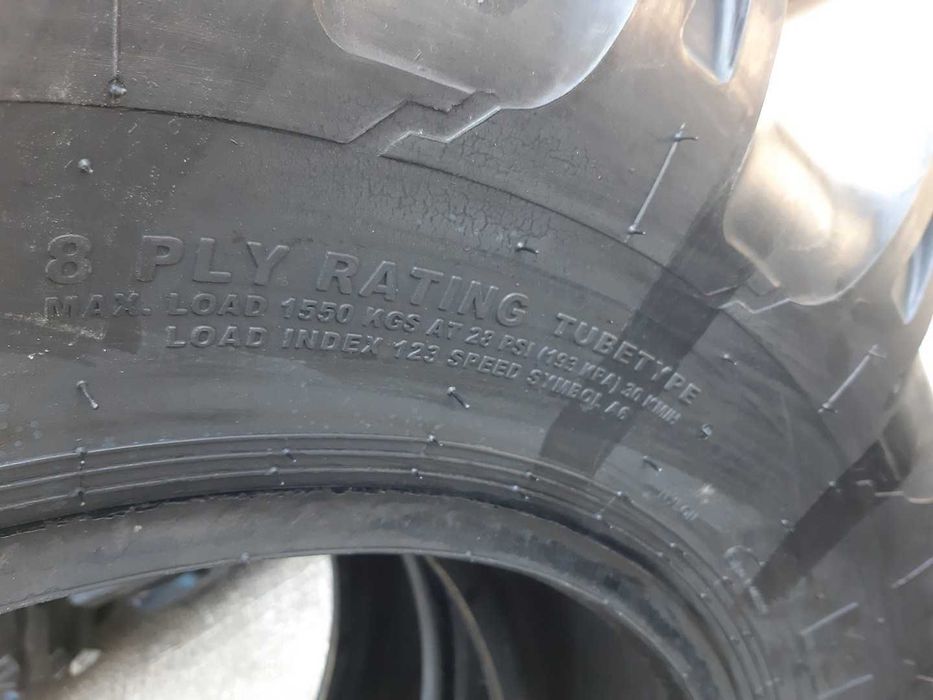 8 PLY RATING TUBETYPE
MAX. LOAD 1550 KGS AT 28 PSI (193 KPA) 30 KM/H
LOAD INDEX 123 SPEED SYMBOL A6